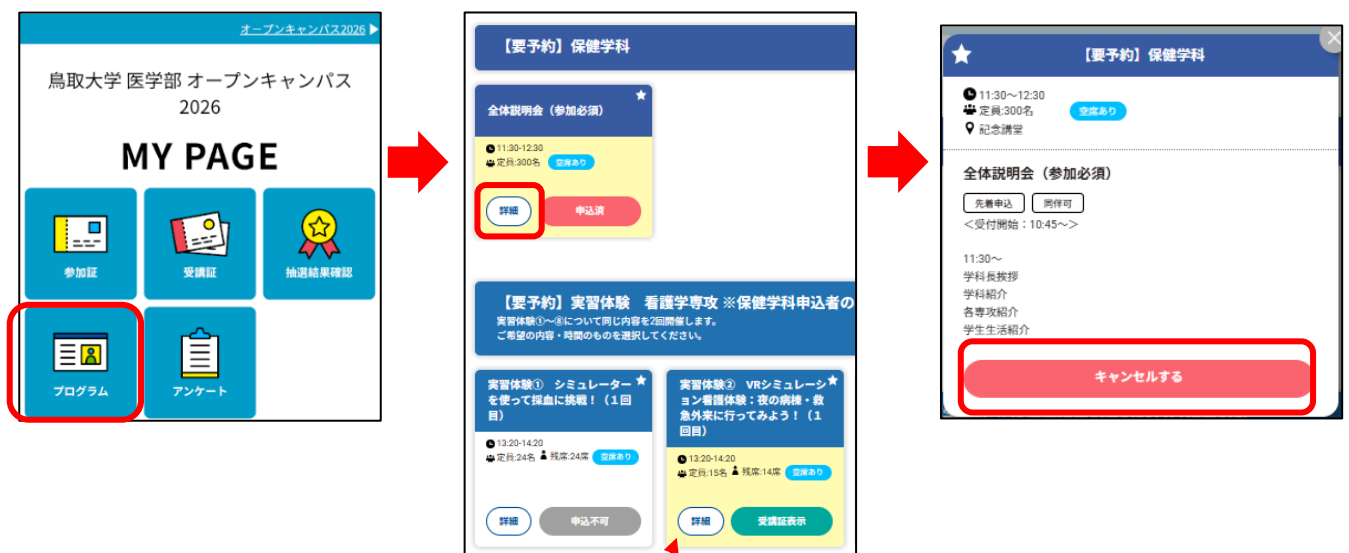 オープンキャンパス2026 ▶
鳥取大学 医学部 オープンキャンパス
2026
MY PAGE
参加証
受講証
抽選結果確認
プログラム
アンケート
【要予約】保健学科
全体説明会（参加必須）
11:30-12:30
定員:300名 空席あり
詳細
申込済
【要予約】実習体験　看護学専攻 ※保健学科申込者の
実習体験①～⑧について同じ内容を2回開催します。
ご希望の内容・時間のものを選択してください。
実習体験①　シミュレーター
を使って採血に挑戦！（１回
目）
13:20-14:20
定員:24名 残席:24席 空席あり
詳細
申込不可
実習体験②　VRシミュレーシ
ョン看護体験：夜の病棟・救
急外来に行ってみよう！（１
回目）
13:20-14:20
定員:15名 残席:14席 空席あり
詳細
受講証表示
【要予約】保健学科
11:30～12:30
定員:300名 空席あり
記念講堂
全体説明会（参加必須）
先着申込 同伴可
＜受付開始：10:45～＞
11:30～
学科長挨拶
学科紹介
各専攻紹介
学生生活紹介
キャンセルする